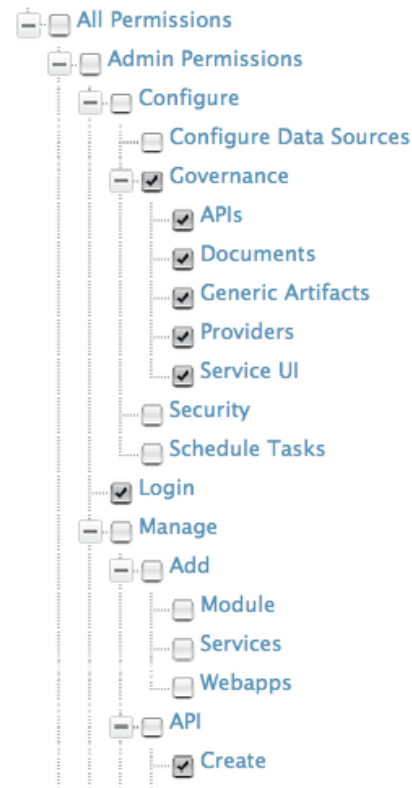 All Permissions
Admin Permissions
Configure
Configure Data Sources
Governance
APIs
Documents
Generic Artifacts
Providers
Service UI
Security
Schedule Tasks
Login
Manage
Add
Module
Services
Webapps
API
Create